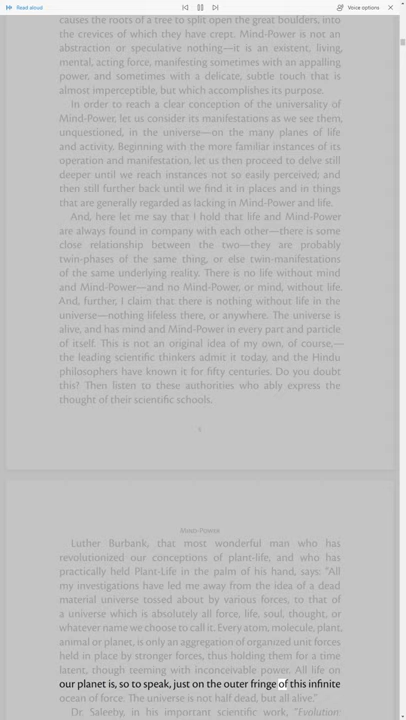 Read aloud
Voice options
causes the roots of a tree to split open the great boulders, into
the crevices of which they have crept. Mind-Power is not an
abstraction or speculative nothing—it is an existent, living,
mental, acting force, manifesting sometimes with an appalling
power, and sometimes with a delicate, subtle touch that is
almost imperceptible, but which accomplishes its purpose.
In order to reach a clear conception of the universality of
Mind-Power, let us consider its manifestations as we see them,
unquestioned, in the universe—on the many planes of life
and activity. Beginning with the more familiar instances of its
operation and manifestation, let us then proceed to delve still
deeper until we reach instances not so easily perceived; and
then still further back until we find it in places and in things
that are generally regarded as lacking in Mind-Power and life.
And, here let me say that I hold that life and Mind-Power
are always found in company with each other—there is some
close relationship between the two—they are probably
twin-phases of the same thing, or else twin-manifestations
of the same underlying reality. There is no life without mind
and Mind-Power—and no Mind-Power, or mind, without life.
And, further, I claim that there is nothing without life in the
universe—nothing lifeless there, or anywhere. The universe is
alive, and has mind and Mind-Power in every part and particle
of itself. This is not an original idea of my own, of course,—
the leading scientific thinkers admit it today, and the Hindu
philosophers have known it for fifty centuries. Do you doubt
this? Then listen to these authorities who ably express the
thought of their scientific schools.
Mind-Power
Luther Burbank, that most wonderful man who has
revolutionized our conceptions of plant-life, and who has
practically held Plant-Life in the palm of his hand, says: "All
my investigations have led me away from the idea of a dead
material universe tossed about by various forces, to that of
a universe which is absolutely all force, life, soul, thought, or
whatever name we choose to call it. Every atom, molecule, plant,
animal or planet, is only an aggregation of organized unit forces
held in place by stronger forces, thus holding them for a time
latent, though teeming with inconceivable power. All life on
our planet is, so to speak, just on the outer fringe of this infinite
ocean of force. The universe is not half dead, but all alive."
Dr. Saleeby, in his important scientific work, "Evolution: